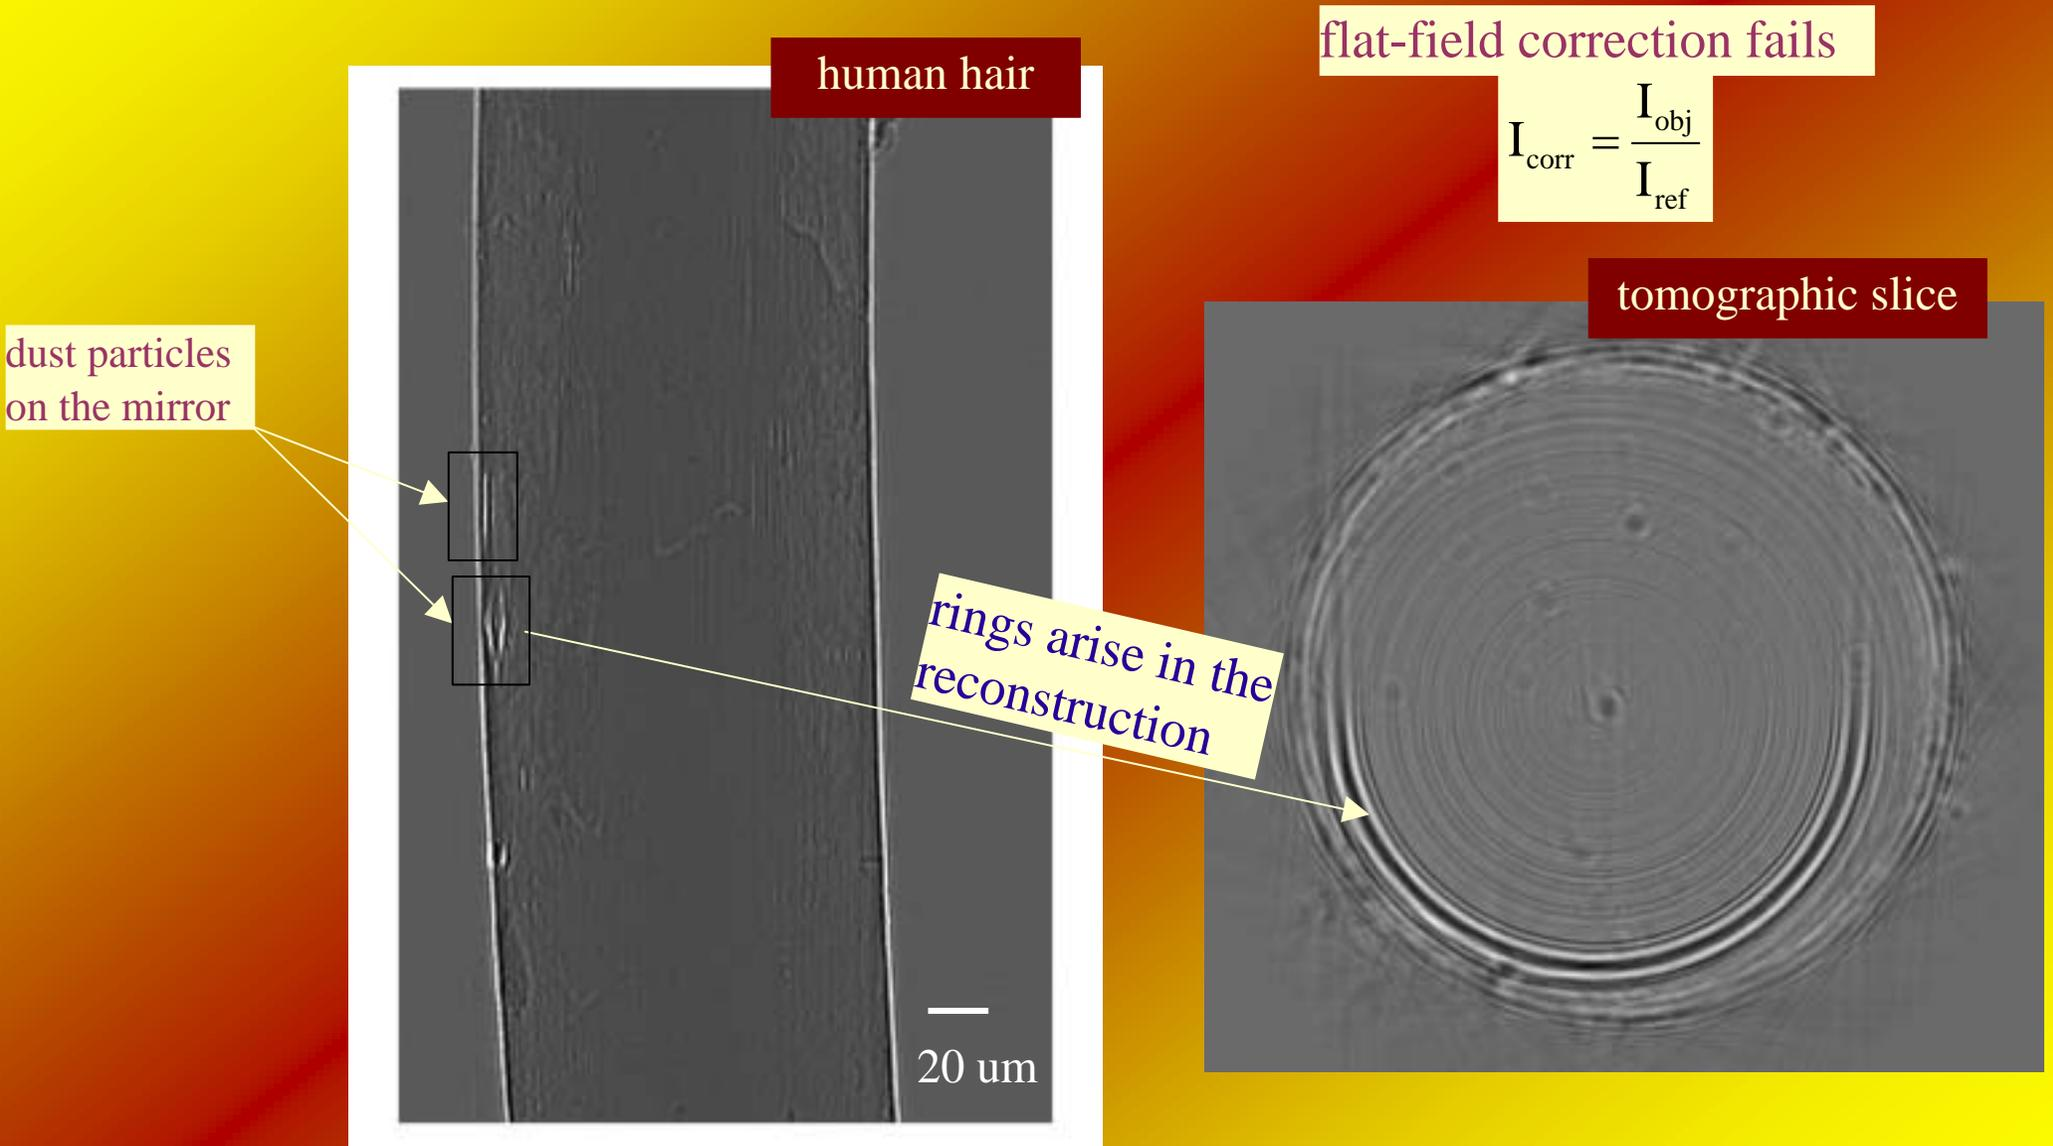 flat-field correction fails
I_corr = I_obj / I_ref
human hair
tomographic slice
dust particles
on the mirror
rings arise in the
reconstruction
20 um